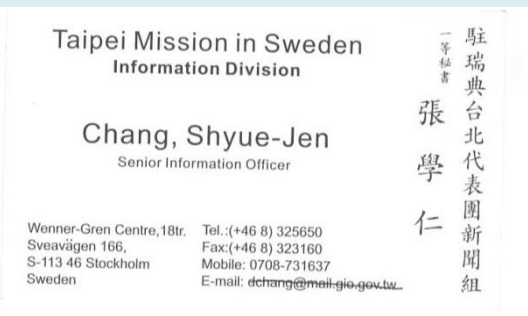 Taipei Mission in Sweden
Information Division
Chang, Shyue-Jen
Senior Information Officer
Wenner-Gren Centre,18tr.
Sveavägen 166,
S-113 46 Stockholm
Sweden
Tel.:(+46 8) 325650
Fax:(+46 8) 323160
Mobile: 0708-731637
E-mail: dchang@mail.gio.gov.tw
駐瑞典台北代表團新聞組
一等秘書
張學仁